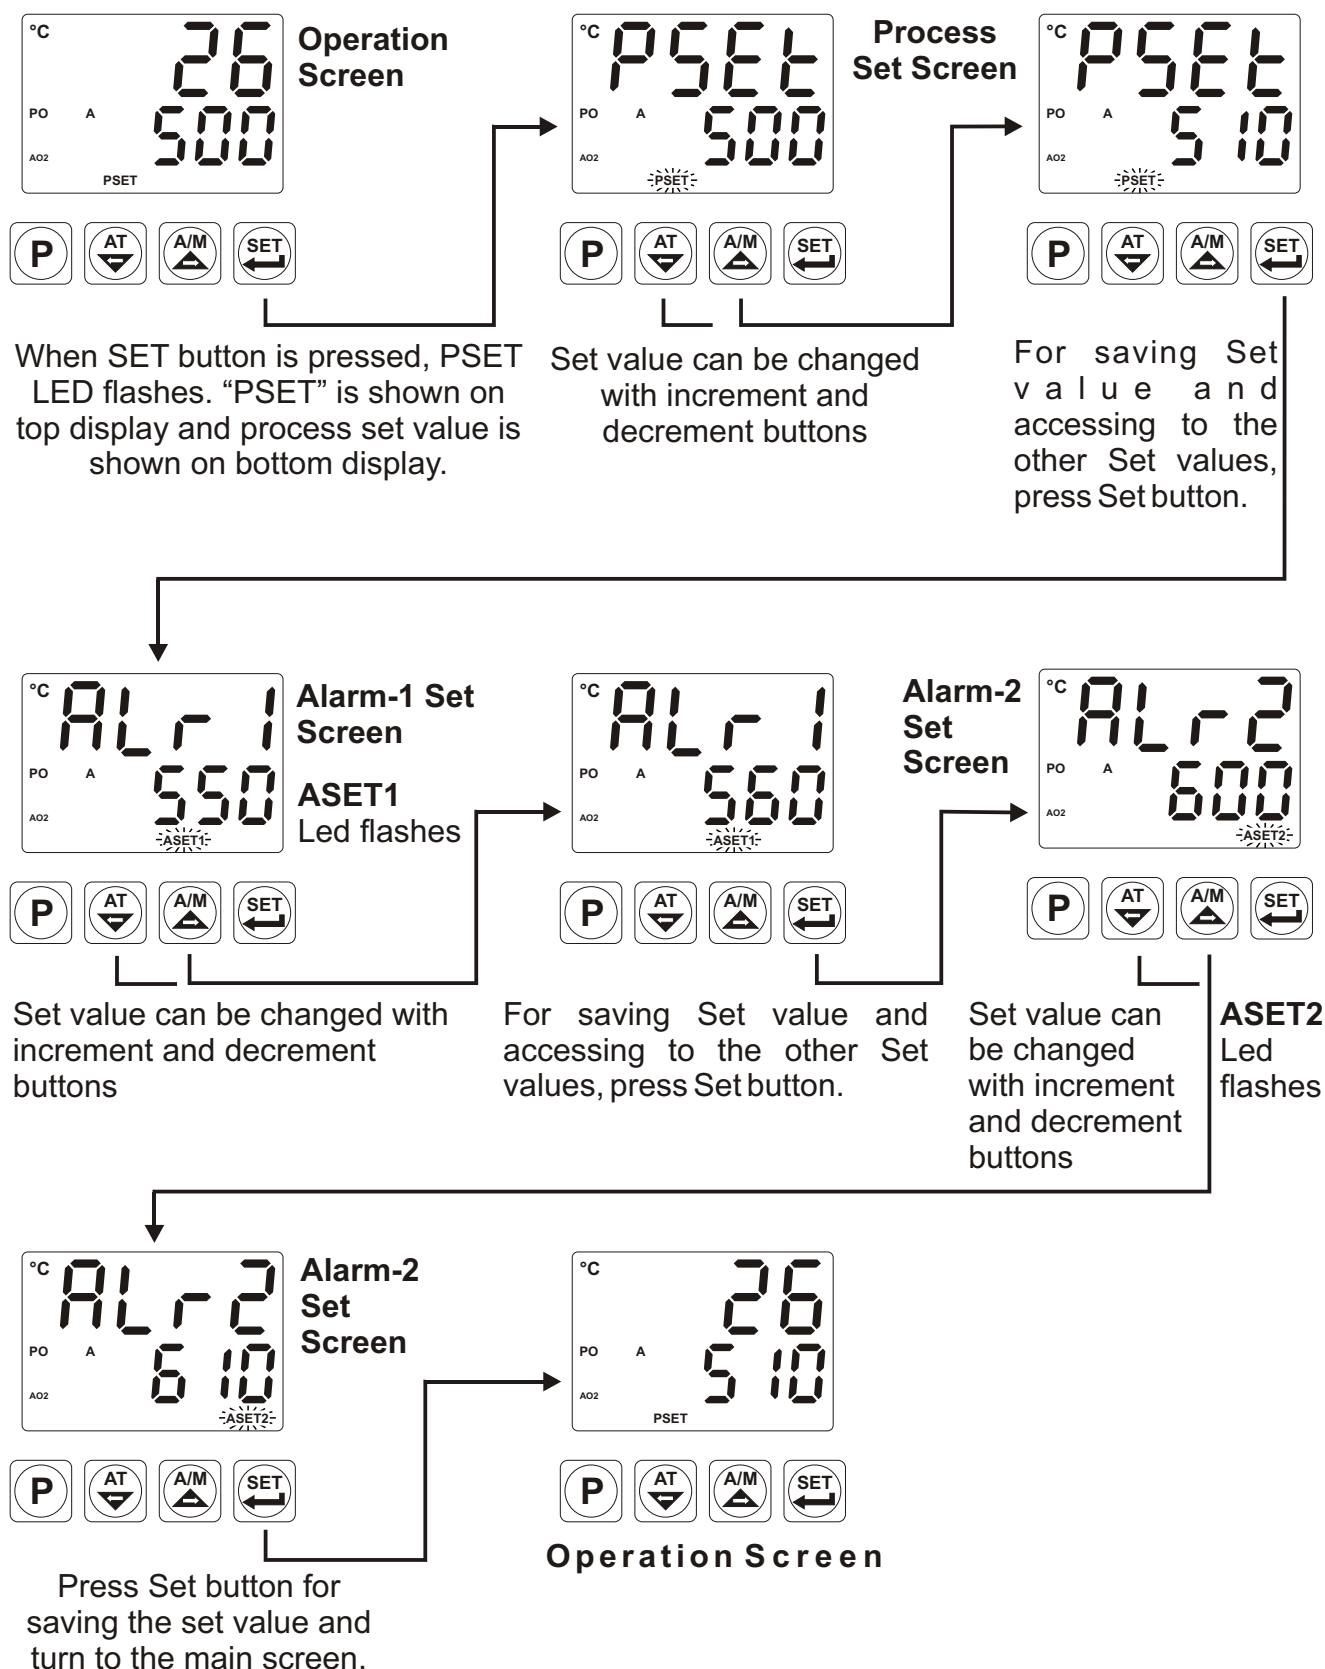 °C 26
PO A 500
AO2
PSET
Operation
Screen
°C PSEt
PO A 500
AO2
PSET
Process
Set Screen
°C PSEt
PO A 510
AO2
PSET
P AT A/M SET
P AT A/M SET
P AT A/M SET
When SET button is pressed, PSET
LED flashes. “PSET” is shown on
top display and process set value is
shown on bottom display.
Set value can be changed
with increment and
decrement buttons
For saving Set
value and
accessing to the
other Set values,
press Set button.
°C ALr1
PO A 550
AO2
ASET1
Alarm-1 Set
Screen
ASET1
Led flashes
°C ALr1
PO A 560
AO2
ASET1
Alarm-2
Set
Screen
°C ALr2
PO A 600
AO2
ASET2
P AT A/M SET
P AT A/M SET
P AT A/M SET
Set value can be changed with
increment and decrement
buttons
For saving Set value and
accessing to the other Set
values, press Set button.
Set value can
be changed
with increment
and decrement
buttons
ASET2
Led
flashes
°C ALr2
PO A 610
AO2
ASET2
Alarm-2
Set
Screen
°C 26
PO A 510
AO2
PSET
P AT A/M SET
P AT A/M SET
Operation Screen
Press Set button for
saving the set value and
turn to the main screen.